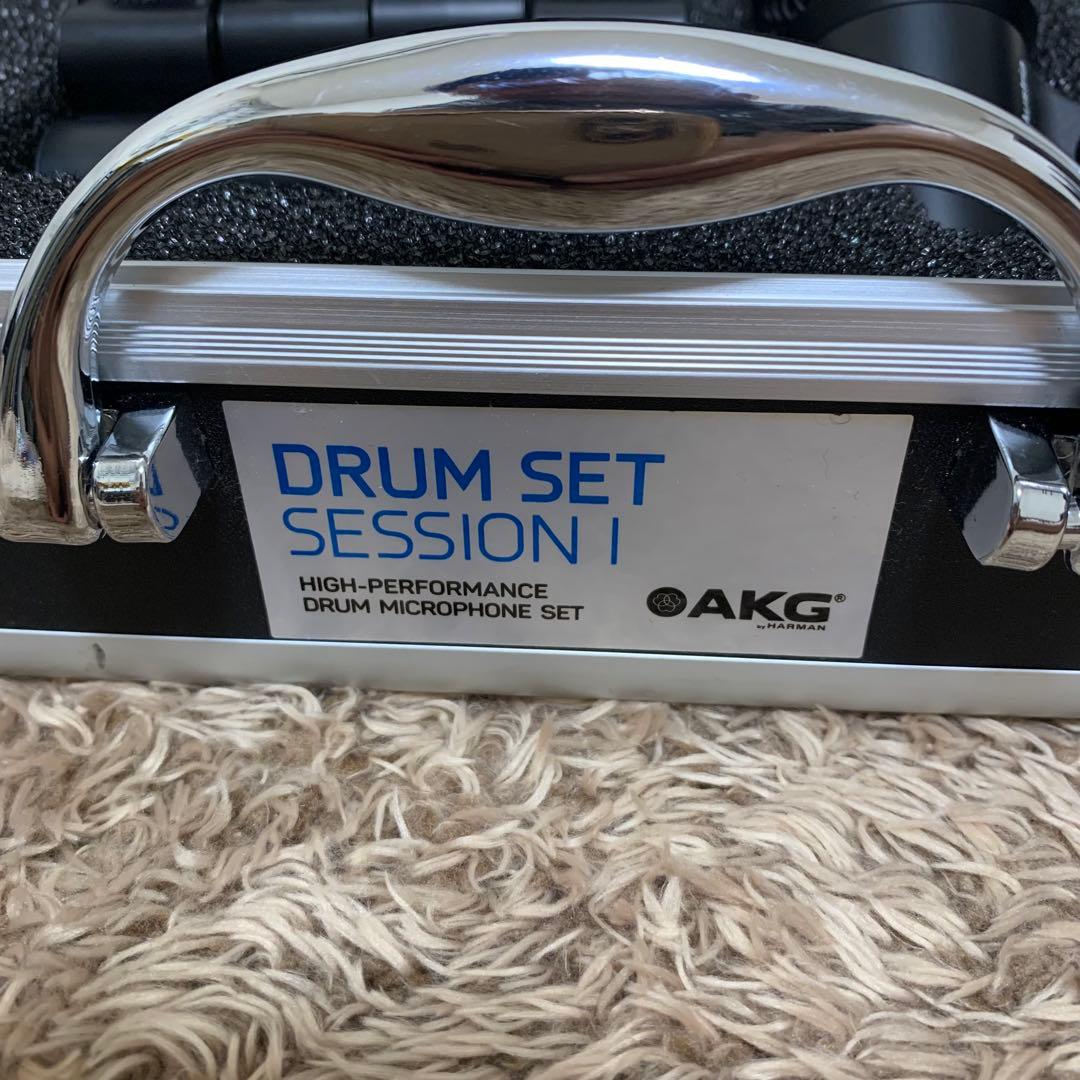 DRUM SET
SESSION I
HIGH-PERFORMANCE
DRUM MICROPHONE SET
AKG®
by HARMAN